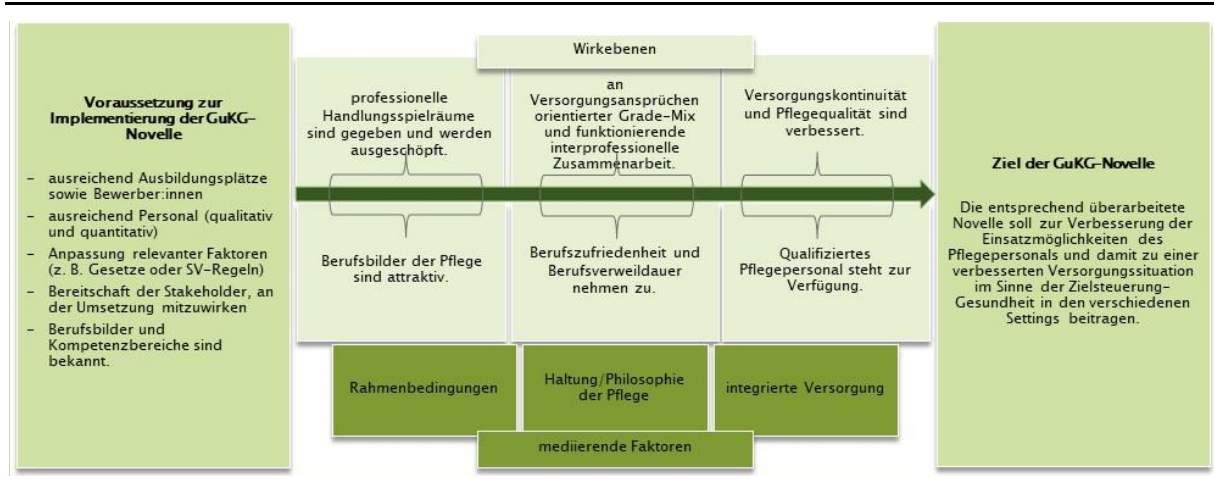 Voraussetzung zur
Implementierung der GuKG-
Novelle
– ausreichend Ausbildungsplätze
sowie Bewerber:innen
– ausreichend Personal (qualitativ
und quantitativ)
– Anpassung relevanter Faktoren
(z. B. Gesetze oder SV-Regeln)
– Bereitschaft der Stakeholder, an
der Umsetzung mitzuwirken
– Berufsbilder und
Kompetenzbereiche sind
bekannt.
Wirkebenen
professionelle
Handlungsspielräume
sind gegeben und werden
ausgeschöpft.
an
Versorgungsansprüchen
orientierter Grade-Mix
und funktionierende
interprofessionelle
Zusammenarbeit.
Versorgungskontinuität
und Pflegequalität sind
verbessert.
Berufsbilder der Pflege
sind attraktiv.
Berufszufriedenheit und
Berufsverweildauer
nehmen zu.
Qualifiziertes
Pflegepersonal steht zur
Verfügung.
Rahmenbedingungen
Haltung/Philosophie
der Pflege
integrierte Versorgung
mediierende Faktoren
Ziel der GuKG-Novelle
Die entsprechend überarbeitete
Novelle soll zur Verbesserung der
Einsatzmöglichkeiten des
Pflegepersonals und damit zu einer
verbesserten Versorgungssituation
im Sinne der Zielsteuerung-
Gesundheit in den verschiedenen
Settings beitragen.